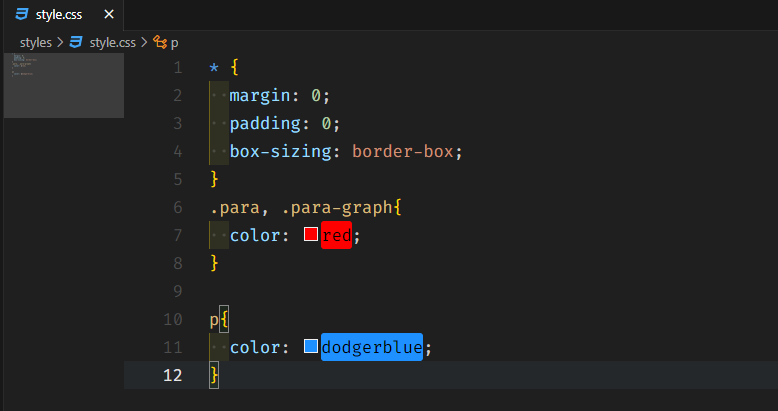 style.css ×
styles > style.css > p
1 * {
2 margin: 0;
3 padding: 0;
4 box-sizing: border-box;
5 }
6 .para, .para-graph{
7 color: red;
8 }
9
10 p{
11 color: dodgerblue;
12 }